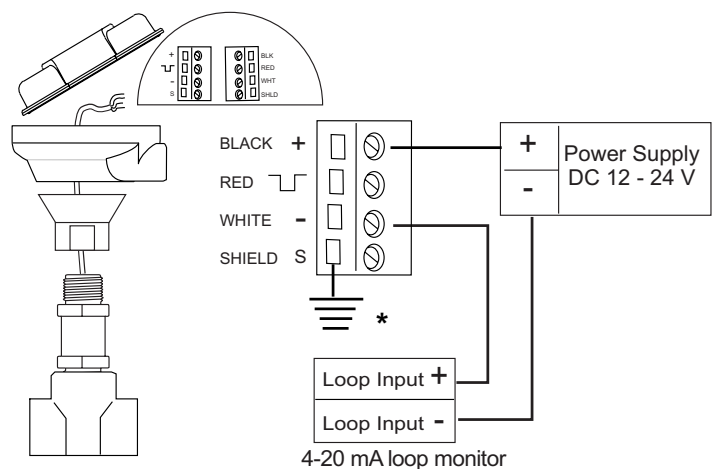 + BLK
RED
- WHT
S SHLD
BLACK +
RED
WHITE -
SHIELD S
*
+
-
Power Supply
DC 12 - 24 V
Loop Input +
Loop Input -
4-20 mA loop monitor